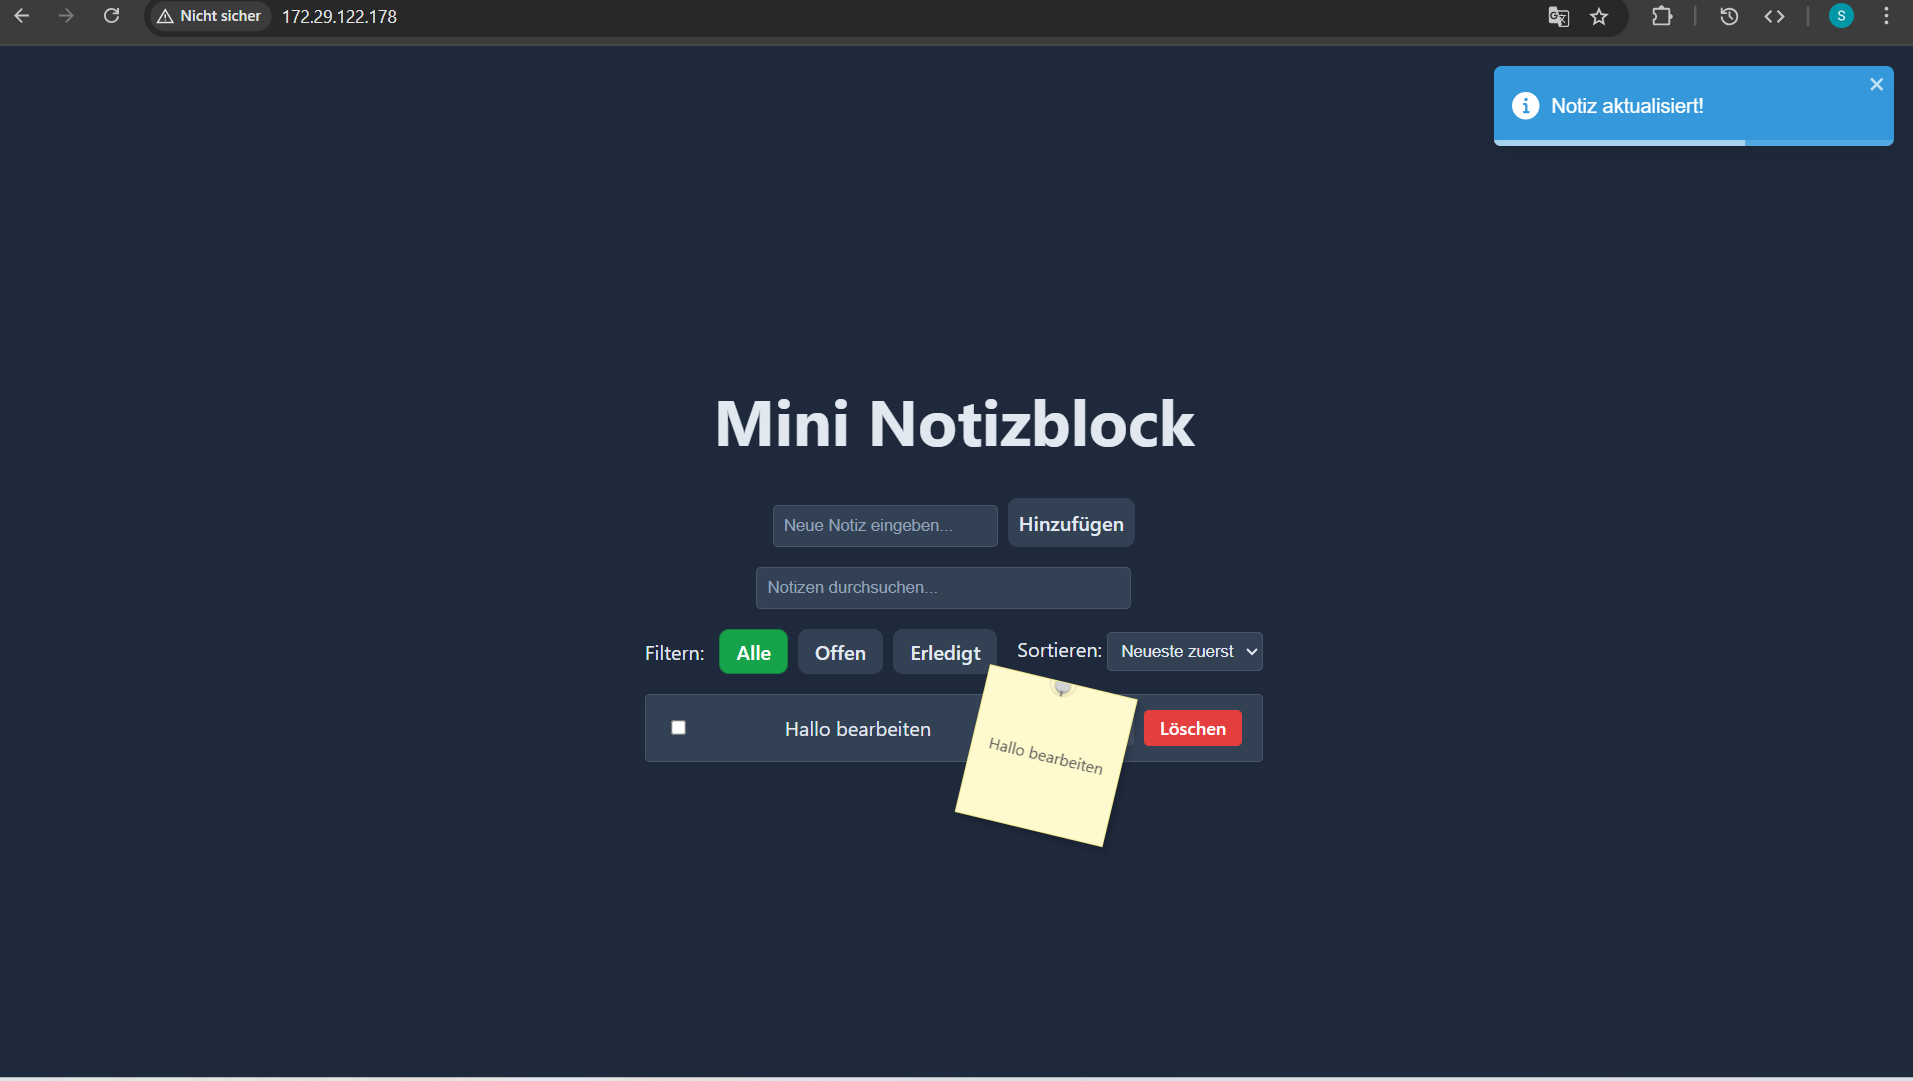 Nicht sicher 172.29.122.178 S
Notiz aktualisiert!
Mini Notizblock
Neue Notiz eingeben... Hinzufügen
Notizen durchsuchen...
Filtern: Alle Offen Erledigt Sortieren: Neueste zuerst
Hallo bearbeiten Löschen
Hallo bearbeiten